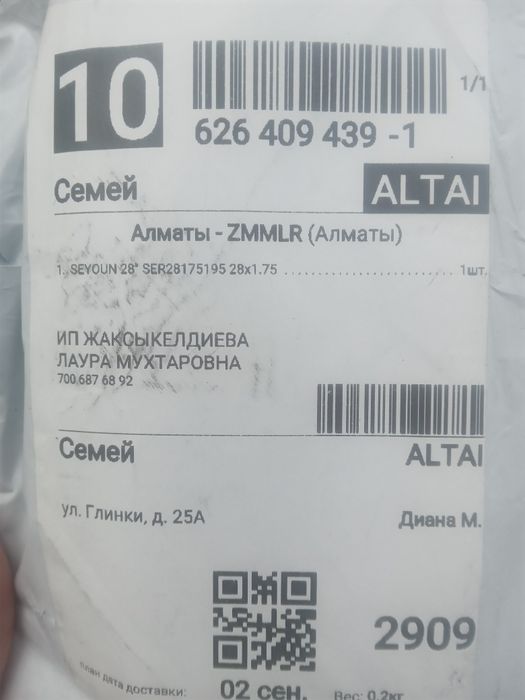 10
1/1
626 409 439 -1
Семей
ALTAI
Алматы - ZMMLR (Алматы)
1. SEYOUN 28" SER28175195 28x1.75 1шт.
ИП ЖАКСЫКЕЛДИЕВА
ЛАУРА МУХТАРОВНА
700 687 68 92
Семей
ALTAI
ул. Глинки, д. 25А
Диана М.
2909
план дата доставки: 02 сен. Вес: 0.2кг